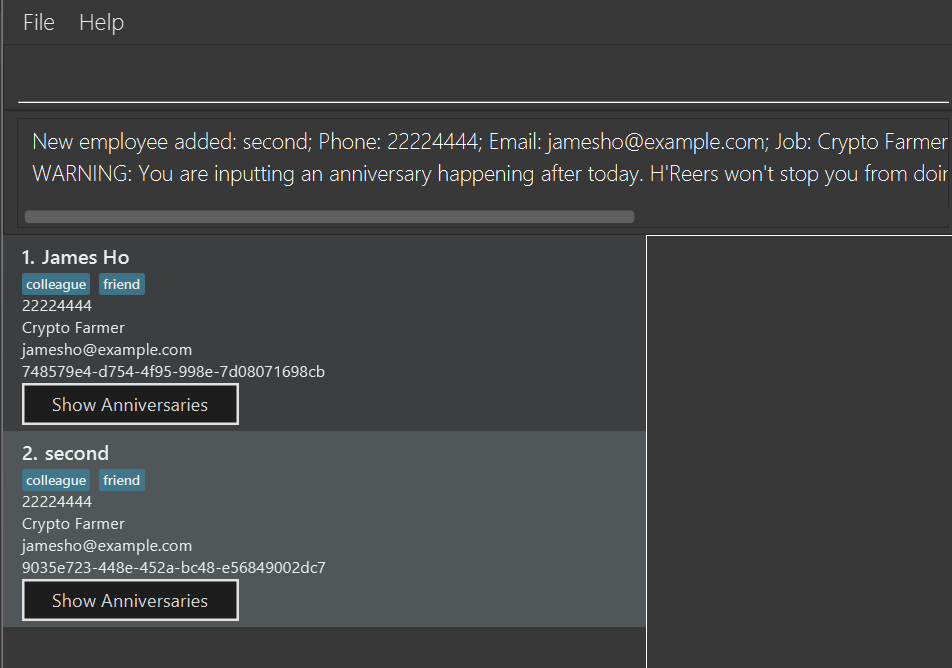 File Help
New employee added: second; Phone: 22224444; Email: jamesho@example.com; Job: Crypto Farmer
WARNING: You are inputting an anniversary happening after today. H'Reers won't stop you from
1. James Ho
colleague friend
22224444
Crypto Farmer
jamesho@example.com
748579e4-d754-4f95-998e-7d08071698cb
Show Anniversaries
2. second
colleague friend
22224444
Crypto Farmer
jamesho@example.com
9035e723-448e-452a-bc48-e56849002dc7
Show Anniversaries